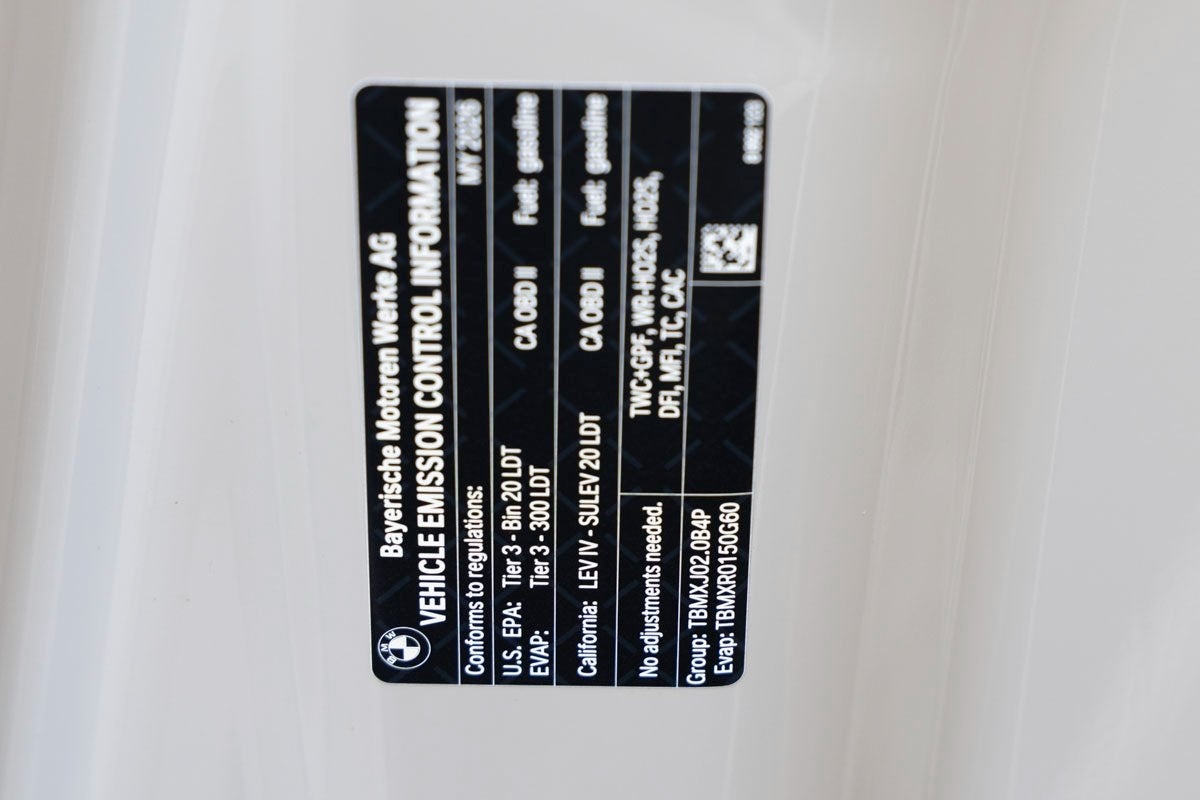 BMW
Bayerische Motoren Werke AG
VEHICLE EMISSION CONTROL INFORMATION
Conforms to regulations: MY 2026
U.S. EPA: Tier 3 - Bin 20 LDT CA OBD II Fuel: gasoline
EVAP: Tier 3 - 300 LDT
California: LEV IV - SULEV 20 LDT CA OBD II Fuel: gasoline
No adjustments needed. TWC+GPF, WR-HO2S, HO2S,
DFI, MFI, TC, CAC
Group: TBMXJ02.0B4P
Evap: TBMXR0150G60